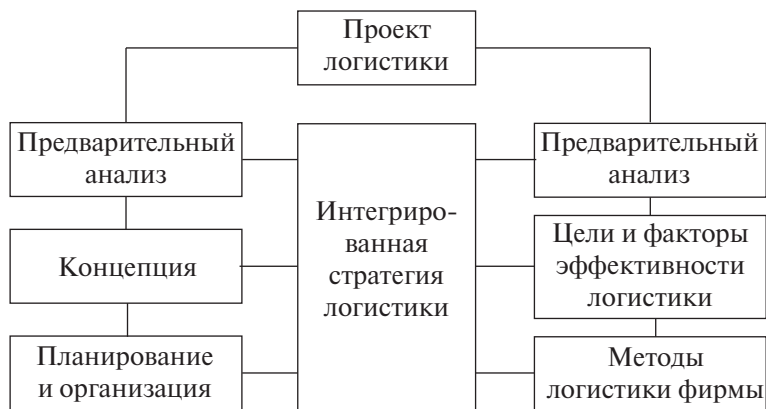 Проект
логистики
Предварительный
анализ
Предварительный
анализ
Интегриро-
ванная
стратегия
логистики
Концепция
Цели и факторы
эффективности
логистики
Планирование
и организация
Методы
логистики фирмы